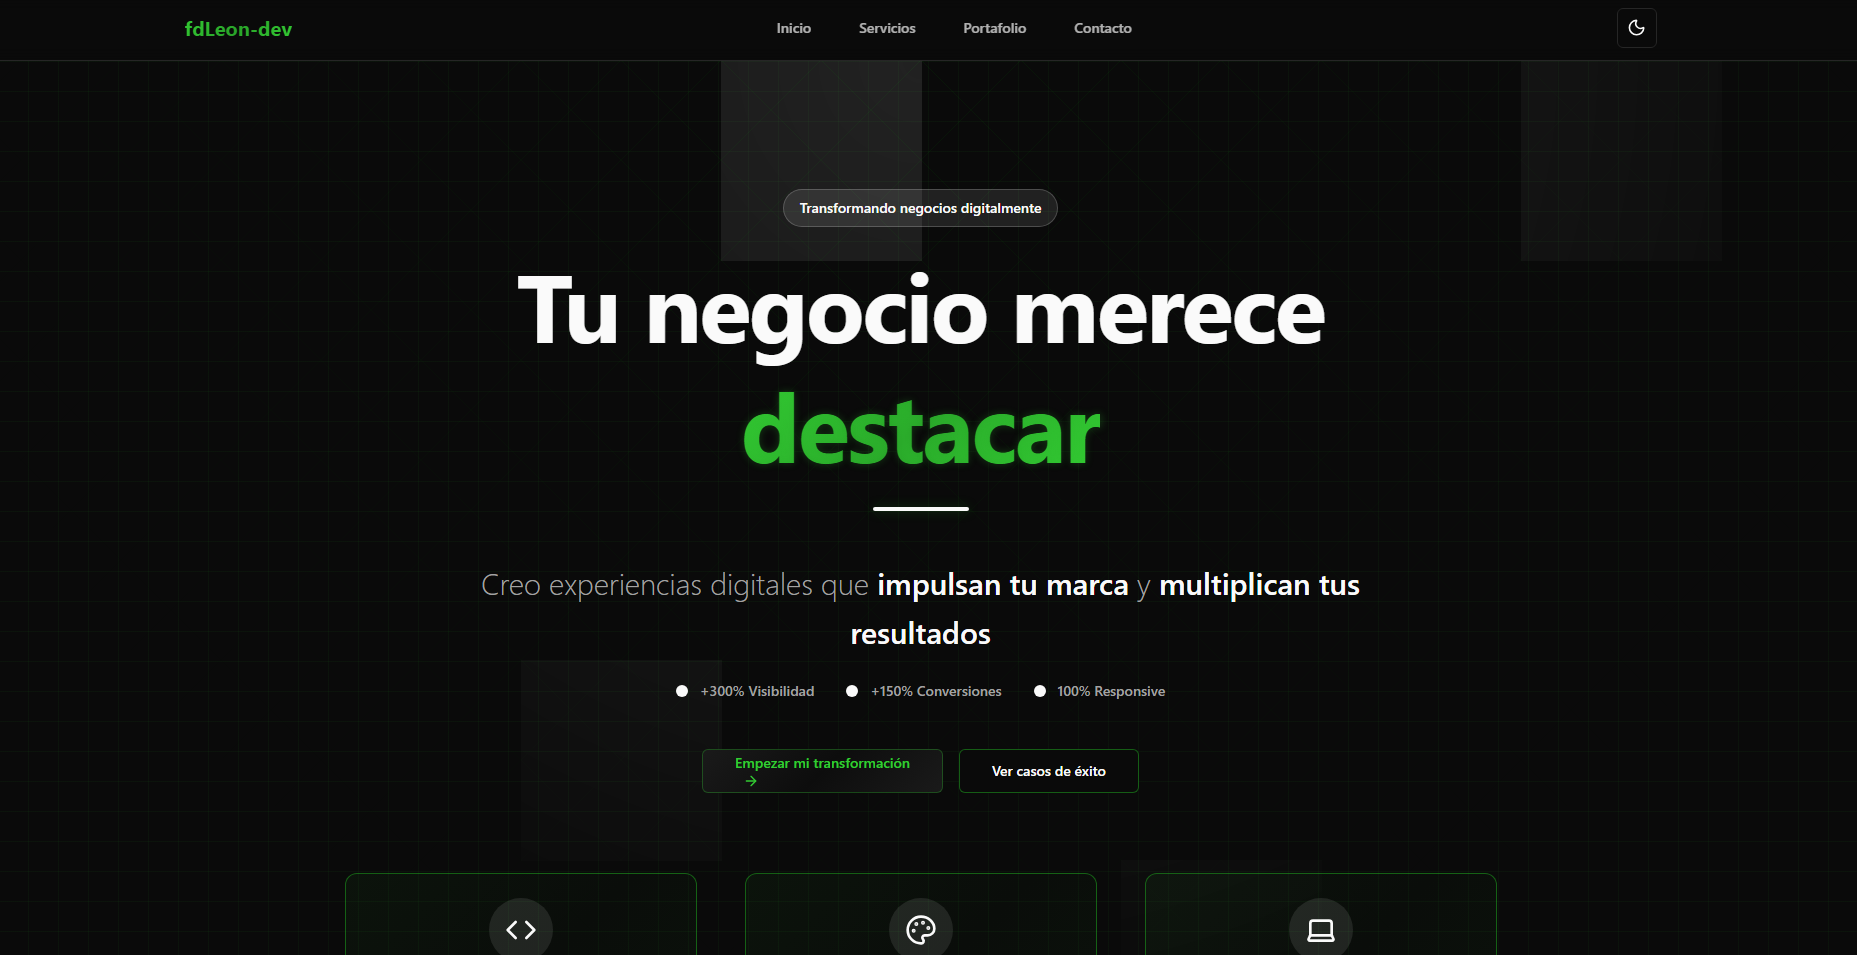 fdLeon-dev
Inicio
Servicios
Portafolio
Contacto
Transformando negocios digitalmente
Tu negocio merece
destacar
Creo experiencias digitales que impulsan tu marca y multiplican tus
resultados
+300% Visibilidad
+150% Conversiones
100% Responsive
Empezar mi transformación
Ver casos de éxito